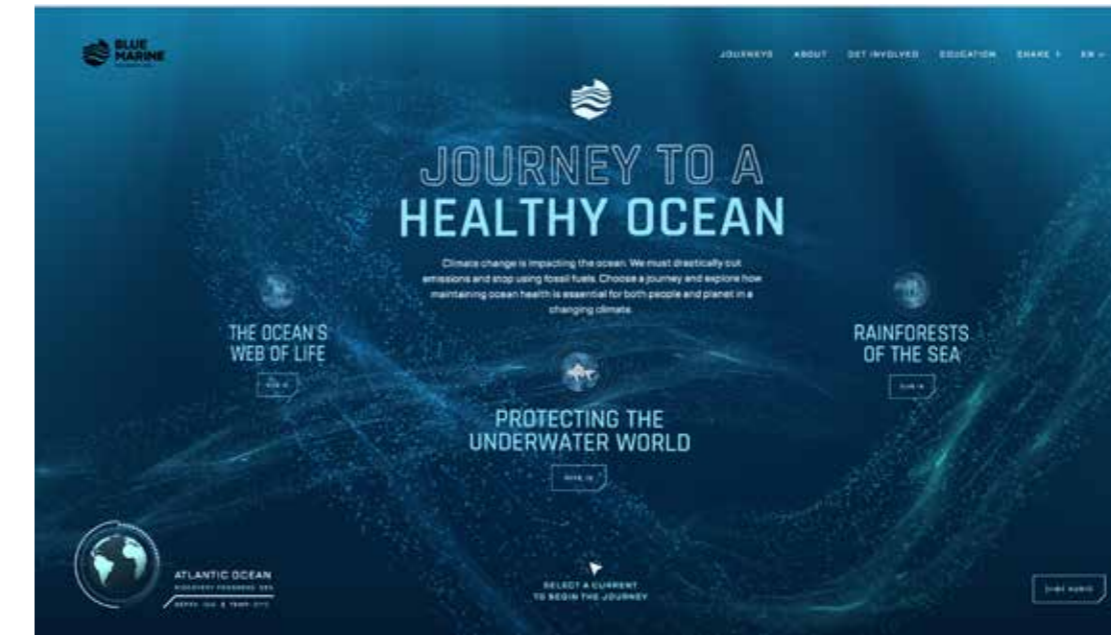 BLUE
MARINE
JOURNEYS ABOUT GET INVOLVED EDUCATION SHARE EN
JOURNEY TO A
HEALTHY OCEAN
Climate change is impacting the ocean. We must drastically cut
emissions and stop using fossil fuels. Choose a journey and explore how
maintaining ocean health is essential for both people and planet in a
changing climate.
THE OCEAN'S
WEB OF LIFE
RAINFORESTS
OF THE SEA
PROTECTING THE
UNDERWATER WORLD
DIVE IN
ATLANTIC OCEAN
SELECT A CURRENT
TO BEGIN THE JOURNEY